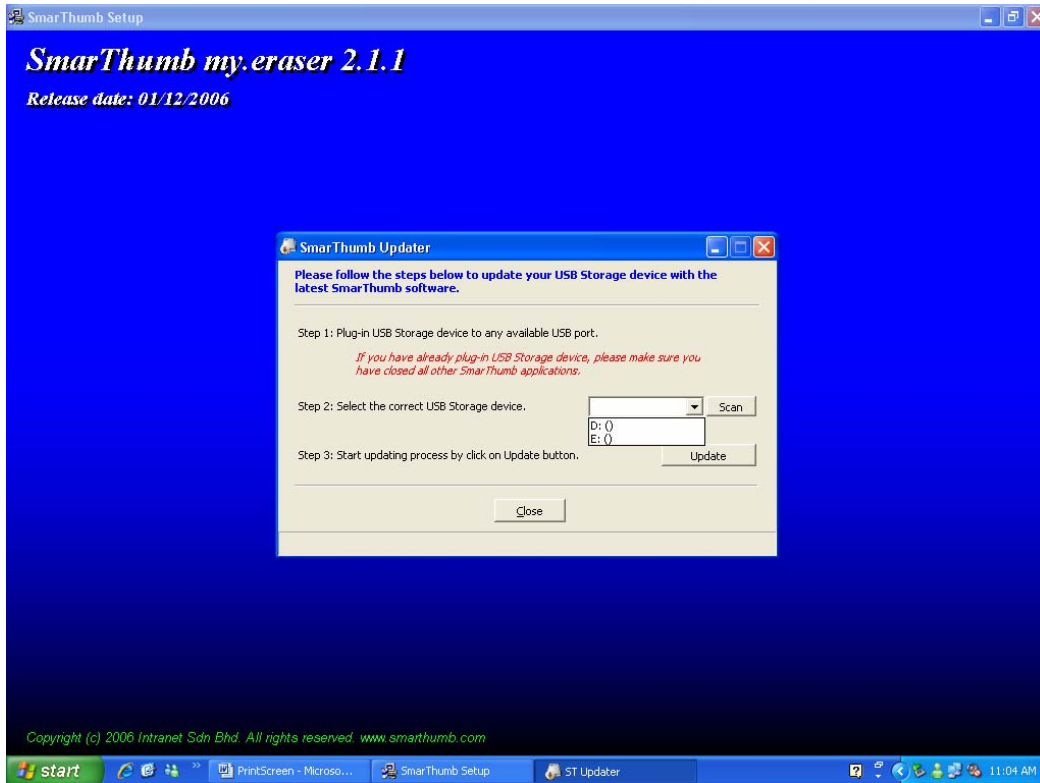 SmarThumb Setup
SmarThumb my.eraser 2.1.1
Release date: 01/12/2006
SmarThumb Updater
Please follow the steps below to update your USB Storage device with the
latest SmarThumb software.
Step 1: Plug-in USB Storage device to any available USB port.
If you have already plug-in USB Storage device, please make sure you
have closed all other SmarThumb applications.
Step 2: Select the correct USB Storage device.
Scan
D: ()
E: ()
Step 3: Start updating process by click on Update button.
Update
Close
Copyright (c) 2006 Intranet Sdn Bhd. All rights reserved. www.smarthumb.com
start
PrintScreen - Microso...
SmarThumb Setup
ST Updater
11:04 AM